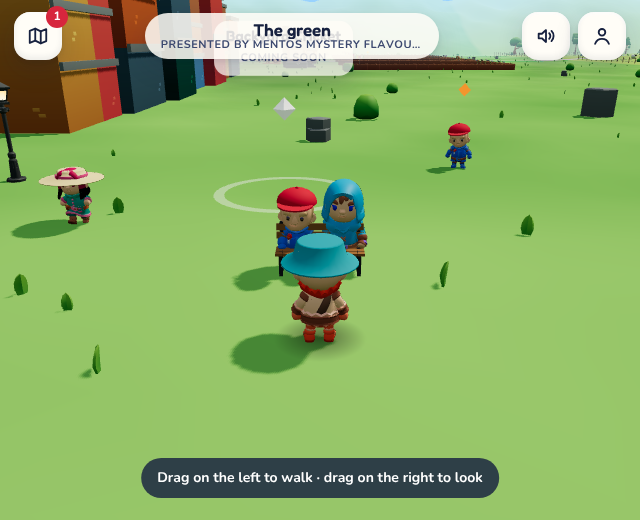 1
The green
PRESENTED BY MENTOS MYSTERY FLAVOU...
COMING SOON
Drag on the left to walk · drag on the right to look